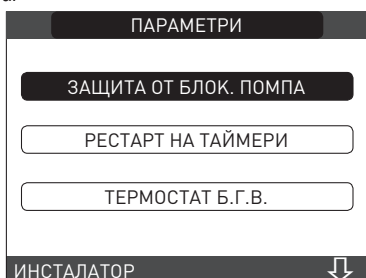 ПАРАМЕТРИ
ЗАЩИТА ОТ БЛОК. ПОМПА
РЕСТАРТ НА ТАЙМЕРИ
ТЕРМОСТАТ Б.Г.В.
ИНСТАЛАТОР